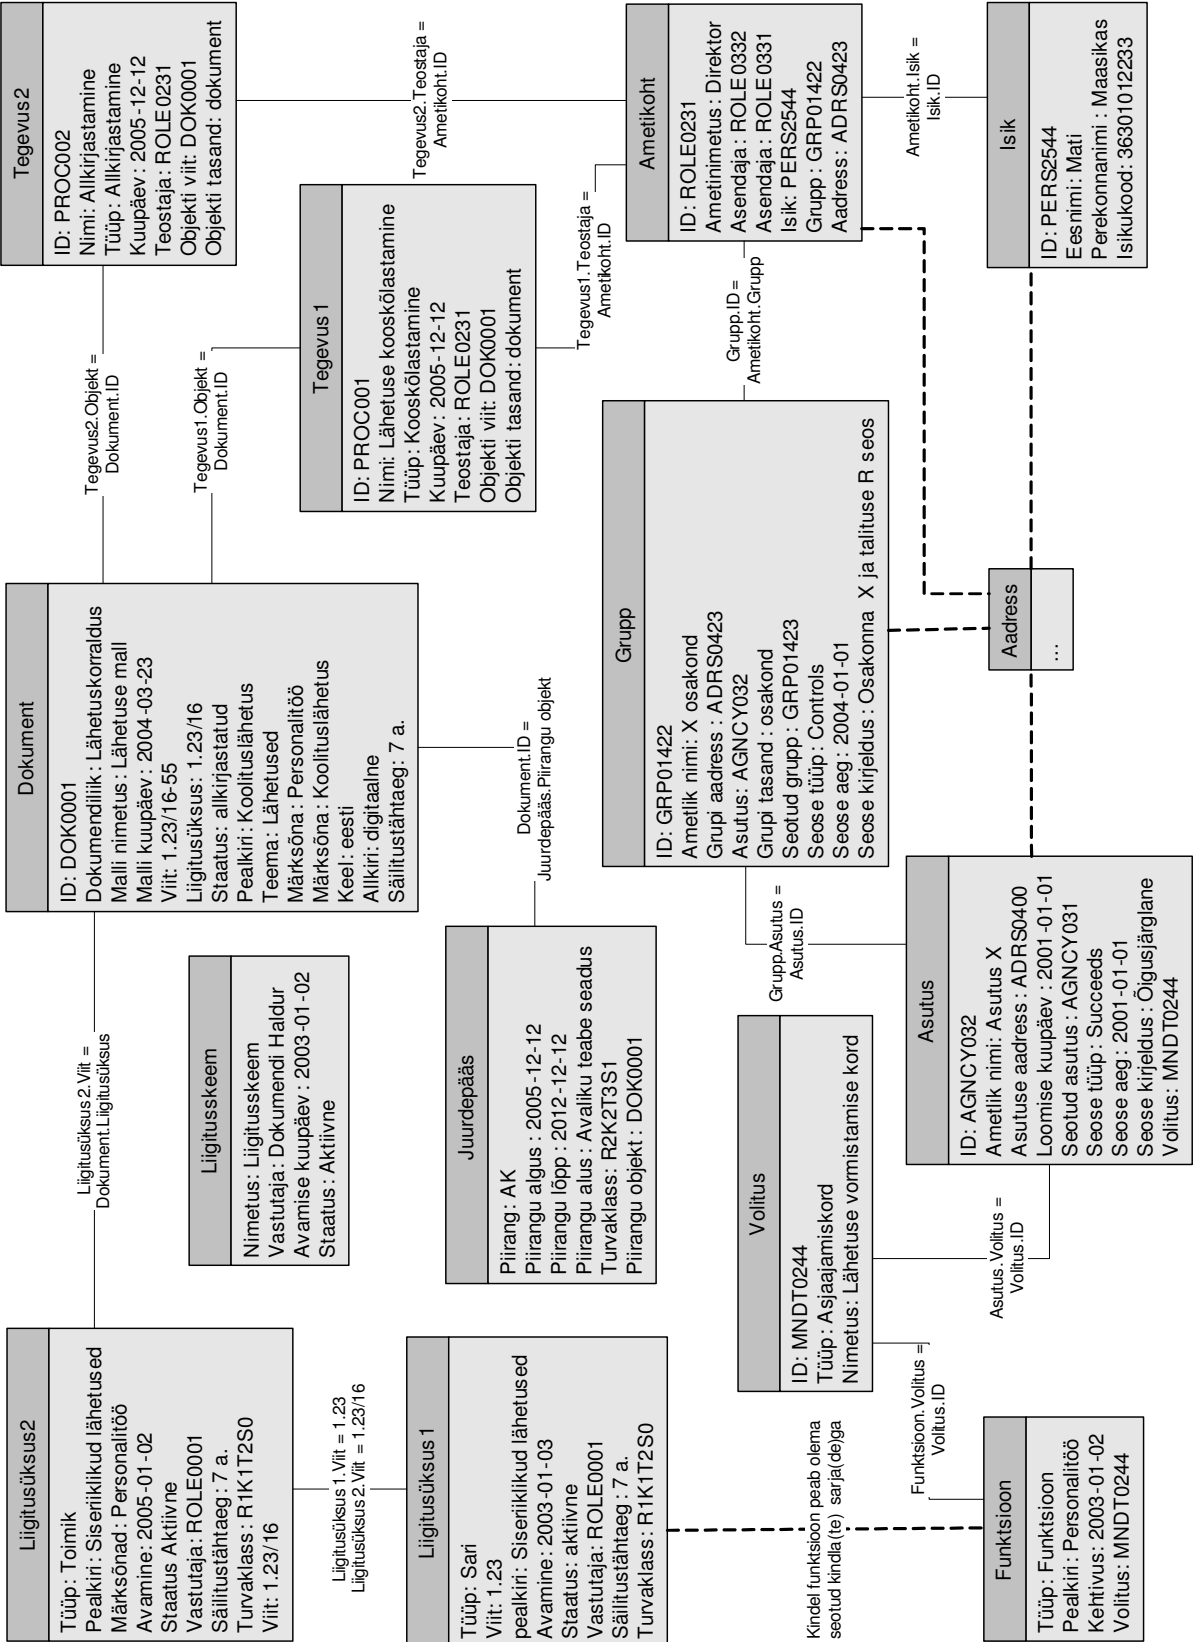 Liigitusüksus2
Tüüp: Toimik
Pealkiri: Siseriiklikud lähetused
Märksõnad: Personalitöö
Avamine: 2005-01-02
Staatus Aktiivne
Vastutaja: ROLE0001
Säilitustähtaeg: 7 a.
Turvaklass: R1K1T2S0
Viit: 1.23/16
Liigitusüksus2.Viit =
Dokument.Liigitusüksus
Dokument
ID: DOK0001
Dokumendiliik: Lähetuskorraldus
Malli nimetus: Lähetuse mall
Malli kuupäev: 2004-03-23
Viit: 1.23/16-55
Liigitusüksus: 1.23/16
Staatus: allkirjastatud
Pealkiri: Koolituslähetus
Teema: Lähetused
Märksõna: Personalitöö
Märksõna: Koolituslähetus
Keel: eesti
Allkiri: digitaalne
Säilitustähtaeg: 7 a.
Tegevus2.Objekt =
Dokument.ID
Tegevus2
ID: PROC002
Nimi: Allkirjastamine
Tüüp: Allkirjastamine
Kuupäev: 2005-12-12
Teostaja: ROLE0231
Objekti viit: DOK0001
Objekti tasand: dokument
Tegevus1.Objekt =
Dokument.ID
Liigitusskeem
Nimetus: Liigitusskeem
Vastutaja: Dokumendi Haldur
Avamise kuupäev: 2003-01-02
Staatus: Aktiivne
Tegevus1
ID: PROC001
Nimi: Lähetuse kooskõlastamine
Tüüp: Kooskõlastamine
Kuupäev: 2005-12-12
Teostaja: ROLE0231
Objekti viit: DOK0001
Objekti tasand: dokument
Tegevus2.Teostaja =
Ametikoht.ID
Liigitusüksus1.Viit = 1.23
Liigitusüksus2.Viit = 1.23/16
Liigitusüksus1
Tüüp: Sari
Viit: 1.23
pealkiri: Siseriiklikud lähetused
Avamine: 2003-01-03
Staatus: aktiivne
Vastutaja: ROLE0001
Säilitustähtaeg: 7 a.
Turvaklass: R1K1T2S0
Juurdepääs
Piirang: AK
Piirangu algus: 2005-12-12
Piirangu lõpp: 2012-12-12
Piirangu alus: Avaliku teabe seadus
Turvaklass: R2K2T3S1
Piirangu objekt: DOK0001
Dokument.ID =
Juurdepääs.Piirangu objekt
Tegevus1.Teostaja =
Ametikoht.ID
Ametikoht
ID: ROLE0231
Ametinimetus: Direktor
Asendaja: ROLE0332
Asendaja: ROLE0331
Isik: PERS2544
Grupp: GRP01422
Aadress: ADRS0423
Grupp
ID: GRP01422
Ametlik nimi: X osakond
Grupi aadress: ADRS0423
Asutus: AGNCY032
Grupi tasand: osakond
Seotud grupp: GRP01423
Seose tüüp: Controls
Seose aeg: 2004-01-01
Seose kirjeldus: Osakonna X ja talituse R seos
Grupp.ID =
Ametikoht.Grupp
Volitus
ID: MNDT0244
Tüüp: Asjaajamiskord
Nimetus: Lähetuse vormistamise kord
Grupp.Asutus =
Asutus.ID
Kindel funktsioon peab olema
seotud kindla(te) sarja(de)ga
Funktsioon.Volitus =
Volitus.ID
Asutus.Volitus =
Volitus.ID
Ametikoht.Isik =
Isik.ID
Funktsioon
Tüüp: Funktsioon
Pealkiri: Personalitöö
Kehtivus: 2003-01-02
Volitus: MNDT0244
Asutus
ID: AGNCY032
Ametlik nimi: Asutus X
Asutuse aadress: ADRS0400
Loomise kuupäev: 2001-01-01
Seotud asutus: AGNCY031
Seose tüüp: Succeeds
Seose aeg: 2001-01-01
Seose kirjeldus: Õigusjärglane
Volitus: MNDT0244
Aadress
...
Isik
ID: PERS2544
Eesnimi: Mati
Perekonnanimi: Maasikas
Isikukood: 36301012233